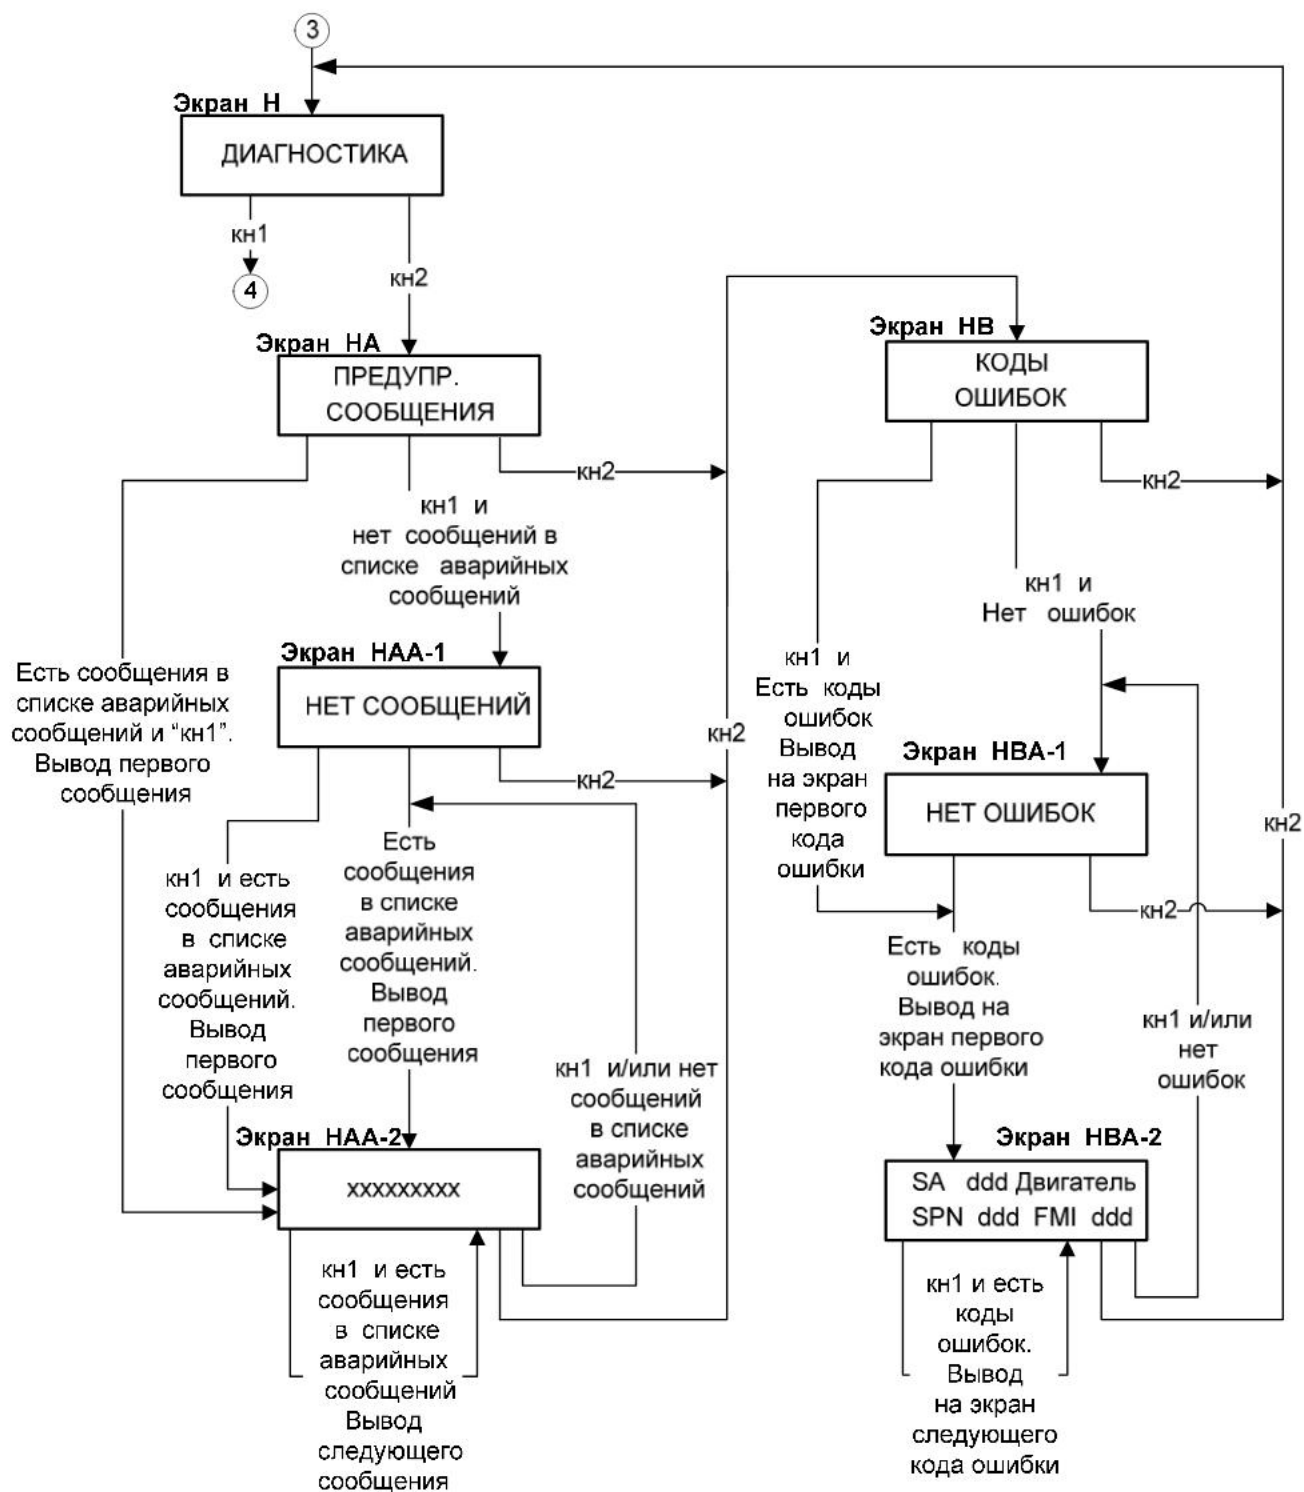 3
Экран Н
ДИАГНОСТИКА
кн1
4
кн2
Экран НА
ПРЕДУПР.
СООБЩЕНИЯ
кн2
кн1 и
нет сообщений в
списке аварийных
сообщений
Есть сообщения в
списке аварийных
сообщений и “кн1”.
Вывод первого
сообщения
Экран НАА-1
НЕТ СООБЩЕНИЙ
кн2
кн2
кн1 и есть
сообщения
в списке
аварийных
сообщений.
Вывод
первого
сообщения
Есть
сообщения
в списке
аварийных
сообщений.
Вывод
первого
сообщения
кн1 и/или нет
сообщений
в списке
аварийных
сообщений
Экран НАА-2
ххххххххх
кн1 и есть
сообщения
в списке
аварийных
сообщений
Вывод
следующего
сообщения
Экран НВ
КОДЫ
ОШИБОК
кн2
кн1 и
Нет ошибок
кн1 и
Есть коды
ошибок
Вывод
на экран
первого
кода
ошибки
Экран НВА-1
НЕТ ОШИБОК
кн2
кн2
Есть коды
ошибок.
Вывод на
экран первого
кода ошибки
кн1 и/или
нет
ошибок
Экран НВА-2
SA ddd Двигатель
SPN ddd FMI ddd
кн1 и есть
коды
ошибок.
Вывод
на экран
следующего
кода ошибки